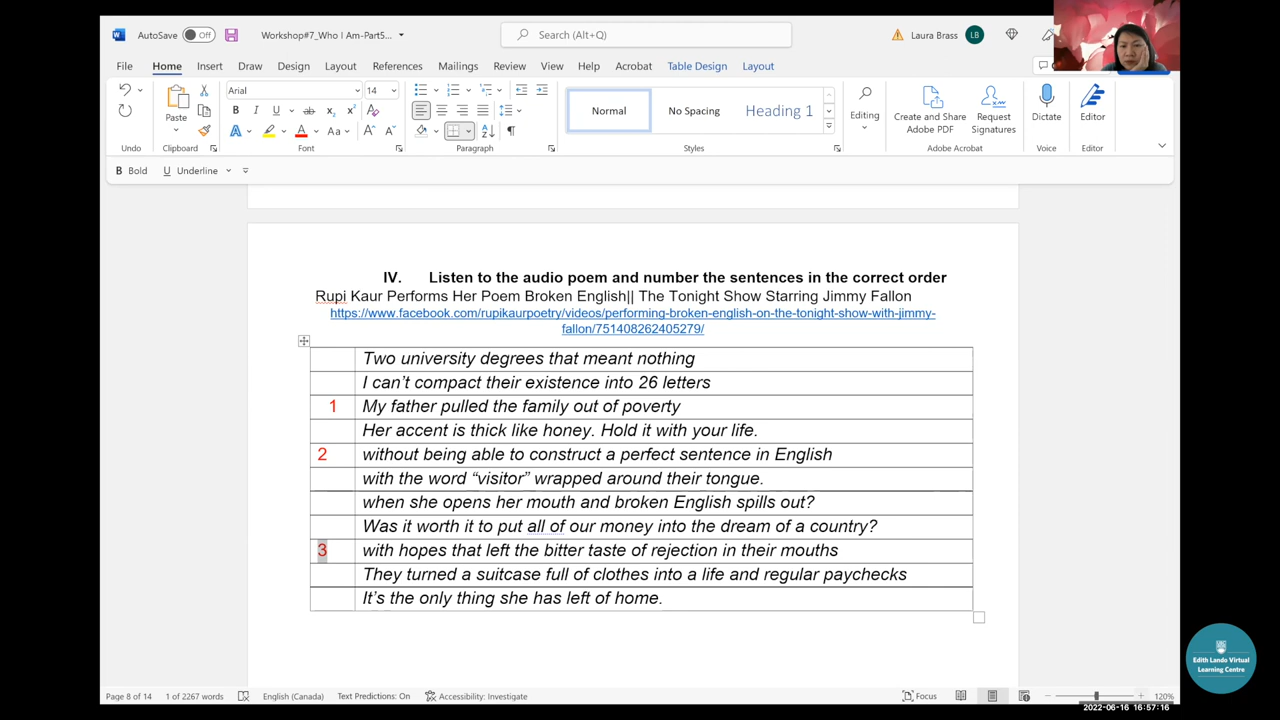 AutoSave Off Workshop#7_Who I Am-Part5... Search (Alt+Q) Laura Brass LB
File Home Insert Draw Design Layout References Mailings Review View Help Acrobat Table Design Layout
Arial 14
Paste
Normal No Spacing Heading 1
Editing
Create and Share Adobe PDF
Request Signatures
Dictate
Editor
Undo Clipboard Font Paragraph Styles Adobe Acrobat Voice Editor
B Bold U Underline
IV. Listen to the audio poem and number the sentences in the correct order
Rupi Kaur Performs Her Poem Broken English|| The Tonight Show Starring Jimmy Fallon
https://www.facebook.com/rupikaurpoetry/videos/performing-broken-english-on-the-tonight-show-with-jimmy-
fallon/751408262405279/
Two university degrees that meant nothing
I can't compact their existence into 26 letters
1 My father pulled the family out of poverty
Her accent is thick like honey. Hold it with your life.
2 without being able to construct a perfect sentence in English
with the word “visitor” wrapped around their tongue.
when she opens her mouth and broken English spills out?
Was it worth it to put all of our money into the dream of a country?
3 with hopes that left the bitter taste of rejection in their mouths
They turned a suitcase full of clothes into a life and regular paychecks
It's the only thing she has left of home.
UBC
Edith Lando Virtual
Learning Centre
Page 8 of 14 1 of 2267 words English (Canada) Text Predictions: On Accessibility: Investigate Focus 120%
2022-06-16 16:57:16